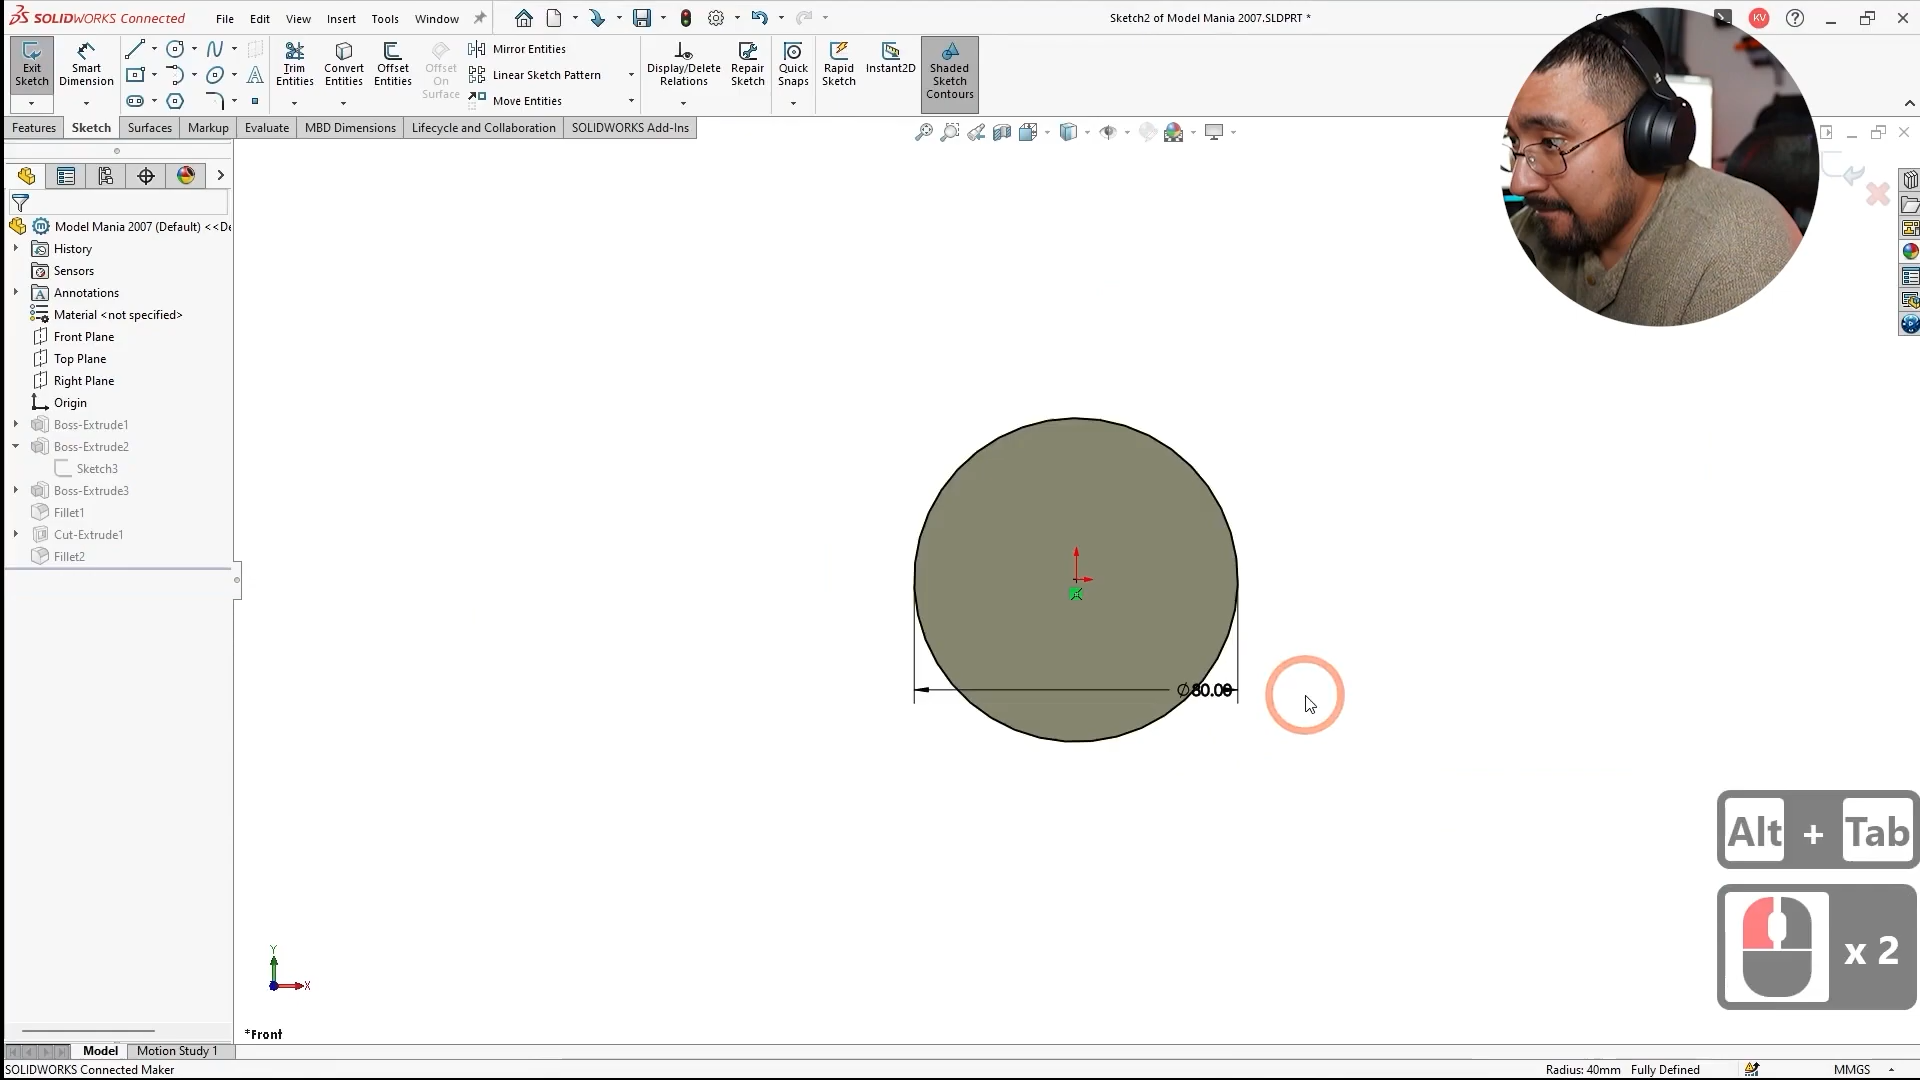 SOLIDWORKS Connected File Edit View Insert Tools Window Sketch2 of Model Mania 2007.SLDPRT * KV
Exit Sketch
Smart Dimension
Trim Entities
Convert Entities
Offset Entities
Offset On Surface
Mirror Entities
Linear Sketch Pattern
Move Entities
Display/Delete Relations
Repair Sketch
Quick Snaps
Rapid Sketch
Instant2D
Shaded Sketch Contours
Features Sketch Surfaces Markup Evaluate MBD Dimensions Lifecycle and Collaboration SOLIDWORKS Add-Ins
Model Mania 2007 (Default) <<De
History
Sensors
Annotations
Material <not specified>
Front Plane
Top Plane
Right Plane
Origin
Boss-Extrude1
Boss-Extrude2
Sketch3
Boss-Extrude3
Fillet1
Cut-Extrude1
Fillet2
Ø80.00
Alt + Tab
x 2
Y
X
*Front
Model Motion Study 1
SOLIDWORKS Connected Maker Radius: 40mm Fully Defined MMGS